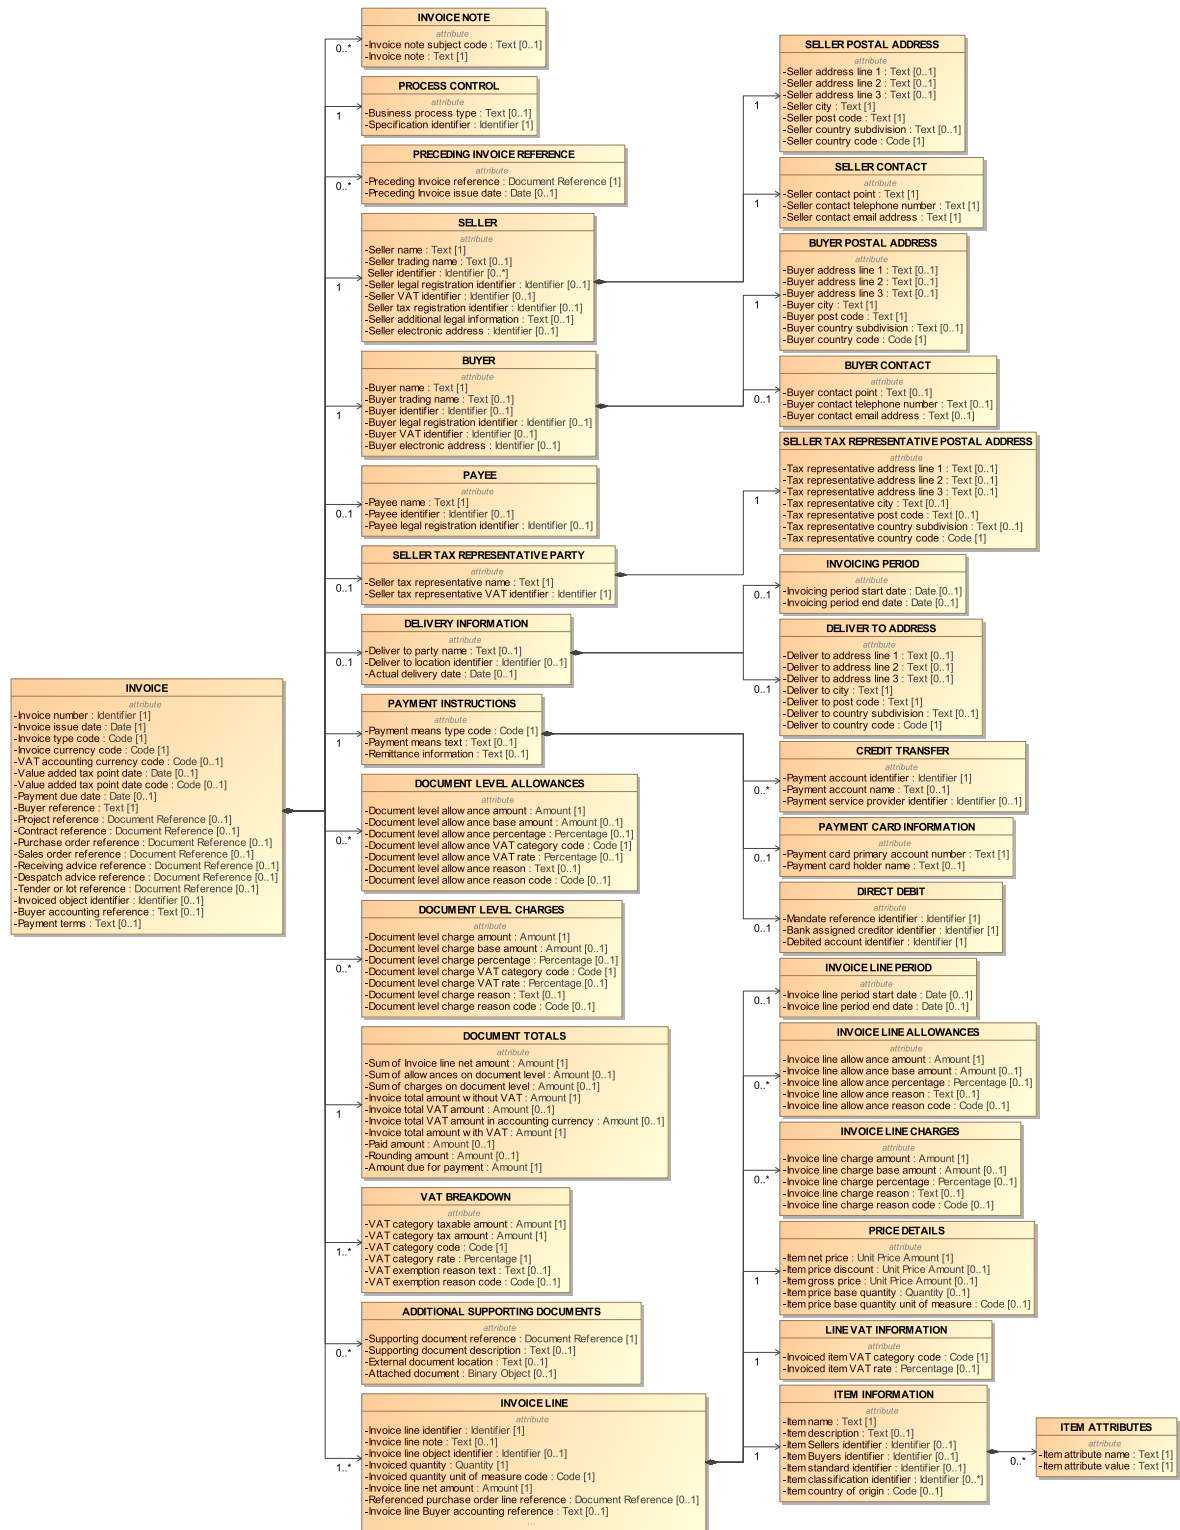 INVOICE
attribute
-Invoice number : Identifier [1]
-Invoice issue date : Date [1]
-Invoice type code : Code [1]
-Invoice currency code : Code [1]
-VAT accounting currency code : Code [0..1]
-Value added tax point date : Date [0..1]
-Value added tax point date code : Code [0..1]
-Payment due date : Date [0..1]
-Buyer reference : Text [1]
-Project reference : Document Reference [0..1]
-Contract reference : Document Reference [0..1]
-Purchase order reference : Document Reference [0..1]
-Sales order reference : Document Reference [0..1]
-Receiving advice reference : Document Reference [0..1]
-Despatch advice reference : Document Reference [0..1]
-Tender or lot reference : Document Reference [0..1]
-Invoiced object identifier : Identifier [0..1]
-Buyer accounting reference : Text [0..1]
-Payment terms : Text [0..1]
0..*
INVOICE NOTE
attribute
-Invoice note subject code : Text [0..1]
-Invoice note : Text [1]
1
PROCESS CONTROL
attribute
-Business process type : Text [0..1]
-Specification identifier : Identifier [1]
0..*
PRECEDING INVOICE REFERENCE
attribute
-Preceding Invoice reference : Document Reference [1]
-Preceding Invoice issue date : Date [0..1]
1
SELLER
attribute
-Seller name : Text [1]
-Seller trading name : Text [0..1]
Seller identifier : Identifier [0..*]
-Seller legal registration identifier : Identifier [0..1]
-Seller VAT identifier : Identifier [0..1]
Seller tax registration identifier : Identifier [0..1]
-Seller additional legal information : Text [0..1]
-Seller electronic address : Identifier [0..1]
1
BUYER
attribute
-Buyer name : Text [1]
-Buyer trading name : Text [0..1]
-Buyer identifier : Identifier [0..1]
-Buyer legal registration identifier : Identifier [0..1]
-Buyer VAT identifier : Identifier [0..1]
-Buyer electronic address : Identifier [0..1]
0..1
PAYEE
attribute
-Payee name : Text [1]
-Payee identifier : Identifier [0..1]
-Payee legal registration identifier : Identifier [0..1]
0..1
SELLER TAX REPRESENTATIVE PARTY
attribute
-Seller tax representative name : Text [1]
-Seller tax representative VAT identifier : Identifier [1]
0..1
DELIVERY INFORMATION
attribute
-Deliver to party name : Text [0..1]
-Deliver to location identifier : Identifier [0..1]
-Actual delivery date : Date [0..1]
1
PAYMENT INSTRUCTIONS
attribute
-Payment means type code : Code [1]
-Payment means text : Text [0..1]
-Remittance information : Text [0..1]
0..*
DOCUMENT LEVEL ALLOWANCES
attribute
-Document level allowance amount : Amount [1]
-Document level allowance base amount : Amount [0..1]
-Document level allowance percentage : Percentage [0..1]
-Document level allowance VAT category code : Code [1]
-Document level allowance VAT rate : Percentage [0..1]
-Document level allowance reason : Text [0..1]
-Document level allowance reason code : Code [0..1]
0..*
DOCUMENT LEVEL CHARGES
attribute
-Document level charge amount : Amount [1]
-Document level charge base amount : Amount [0..1]
-Document level charge percentage : Percentage [0..1]
-Document level charge VAT category code : Code [1]
-Document level charge VAT rate : Percentage [0..1]
-Document level charge reason : Text [0..1]
-Document level charge reason code : Code [0..1]
1
DOCUMENT TOTALS
attribute
-Sum of Invoice line net amount : Amount [1]
-Sum of allowances on document level : Amount [0..1]
-Sum of charges on document level : Amount [0..1]
-Invoice total amount without VAT : Amount [1]
-Invoice total VAT amount : Amount [0..1]
-Invoice total VAT amount in accounting currency : Amount [0..1]
-Invoice total amount with VAT : Amount [1]
-Paid amount : Amount [0..1]
-Rounding amount : Amount [0..1]
-Amount due for payment : Amount [1]
1..*
VAT BREAKDOWN
attribute
-VAT category taxable amount : Amount [1]
-VAT category tax amount : Amount [1]
-VAT category code : Code [1]
-VAT category rate : Percentage [1]
-VAT exemption reason text : Text [0..1]
-VAT exemption reason code : Code [0..1]
0..*
ADDITIONAL SUPPORTING DOCUMENTS
attribute
-Supporting document reference : Document Reference [1]
-Supporting document description : Text [0..1]
-External document location : Text [0..1]
-Attached document : Binary Object [0..1]
1..*
INVOICE LINE
attribute
-Invoice line identifier : Identifier [1]
-Invoice line note : Text [0..1]
-Invoice line object identifier : Identifier [0..1]
-Invoiced quantity : Quantity [1]
-Invoiced quantity unit of measure code : Code [1]
-Invoice line net amount : Amount [1]
-Referenced purchase order line reference : Document Reference [0..1]
-Invoice line Buyer accounting reference : Text [0..1]
...
1
SELLER POSTAL ADDRESS
attribute
-Seller address line 1 : Text [0..1]
-Seller address line 2 : Text [0..1]
-Seller address line 3 : Text [0..1]
-Seller city : Text [1]
-Seller post code : Text [1]
-Seller country subdivision : Text [0..1]
-Seller country code : Code [1]
1
SELLER CONTACT
attribute
-Seller contact point : Text [1]
-Seller contact telephone number : Text [1]
-Seller contact email address : Text [1]
1
BUYER POSTAL ADDRESS
attribute
-Buyer address line 1 : Text [0..1]
-Buyer address line 2 : Text [0..1]
-Buyer address line 3 : Text [0..1]
-Buyer city : Text [1]
-Buyer post code : Text [1]
-Buyer country subdivision : Text [0..1]
-Buyer country code : Code [1]
0..1
BUYER CONTACT
attribute
-Buyer contact point : Text [0..1]
-Buyer contact telephone number : Text [0..1]
-Buyer contact email address : Text [0..1]
1
SELLER TAX REPRESENTATIVE POSTAL ADDRESS
attribute
-Tax representative address line 1 : Text [0..1]
-Tax representative address line 2 : Text [0..1]
-Tax representative address line 3 : Text [0..1]
-Tax representative city : Text [0..1]
-Tax representative post code : Text [0..1]
-Tax representative country subdivision : Text [0..1]
-Tax representative country code : Code [1]
0..1
INVOICING PERIOD
attribute
-Invoicing period start date : Date [0..1]
-Invoicing period end date : Date [0..1]
0..1
DELIVER TO ADDRESS
attribute
-Deliver to address line 1 : Text [0..1]
-Deliver to address line 2 : Text [0..1]
-Deliver to address line 3 : Text [0..1]
-Deliver to city : Text [1]
-Deliver to post code : Text [1]
-Deliver to country subdivision : Text [0..1]
-Deliver to country code : Code [1]
0..*
CREDIT TRANSFER
attribute
-Payment account identifier : Identifier [1]
-Payment account name : Text [0..1]
-Payment service provider identifier : Identifier [0..1]
0..1
PAYMENT CARD INFORMATION
attribute
-Payment card primary account number : Text [1]
-Payment card holder name : Text [0..1]
0..1
DIRECT DEBIT
attribute
-Mandate reference identifier : Identifier [1]
-Bank assigned creditor identifier : Identifier [1]
-Debited account identifier : Identifier [1]
0..1
INVOICE LINE PERIOD
attribute
-Invoice line period start date : Date [0..1]
-Invoice line period end date : Date [0..1]
0..*
INVOICE LINE ALLOWANCES
attribute
-Invoice line allowance amount : Amount [1]
-Invoice line allowance base amount : Amount [0..1]
-Invoice line allowance percentage : Percentage [0..1]
-Invoice line allowance reason : Text [0..1]
-Invoice line allowance reason code : Code [0..1]
0..*
INVOICE LINE CHARGES
attribute
-Invoice line charge amount : Amount [1]
-Invoice line charge base amount : Amount [0..1]
-Invoice line charge percentage : Percentage [0..1]
-Invoice line charge reason : Text [0..1]
-Invoice line charge reason code : Code [0..1]
1
PRICE DETAILS
attribute
-Item net price : Unit Price Amount [1]
-Item price discount : Unit Price Amount [0..1]
-Item gross price : Unit Price Amount [0..1]
-Item price base quantity : Quantity [0..1]
-Item price base quantity unit of measure : Code [0..1]
1
LINE VAT INFORMATION
attribute
-Invoiced item VAT category code : Code [1]
-Invoiced item VAT rate : Percentage [0..1]
1
ITEM INFORMATION
attribute
-Item name : Text [1]
-Item description : Text [0..1]
-Item Sellers identifier : Identifier [0..1]
-Item Buyers identifier : Identifier [0..1]
-Item standard identifier : Identifier [0..1]
-Item classification identifier : Identifier [0..*]
-Item country of origin : Code [0..1]
0..*
ITEM ATTRIBUTES
attribute
-Item attribute name : Text [1]
-Item attribute value : Text [1]